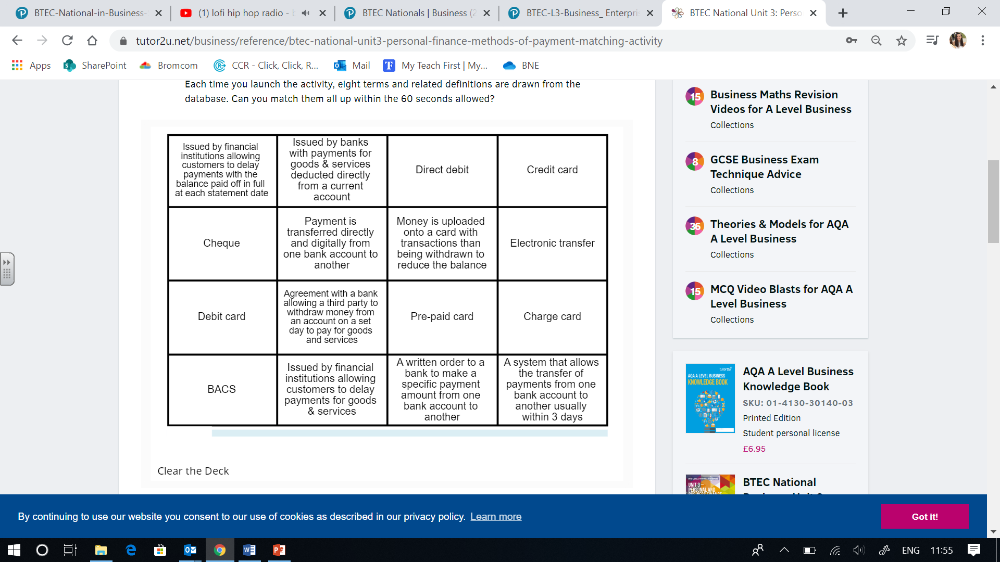 BTEC-National-in-Business-
(1) lofi hip hop radio - b
BTEC Nationals | Business (2
BTEC-L3-Business_ Enterpri
BTEC National Unit 3: Perso
tutor2u.net/business/reference/btec-national-unit3-personal-finance-methods-of-payment-matching-activity
Apps
SharePoint
Bromcom
CCR - Click, Click, R...
Mail
My Teach First | My...
BNE
Each time you launch the activity, eight terms and related definitions are drawn from the
database. Can you match them all up within the 60 seconds allowed?
Issued by financial
institutions allowing
customers to delay
payments with the
balance paid off in full
at each statement date
Issued by banks
with payments for
goods & services
deducted directly
from a current
account
Direct debit
Credit card
Cheque
Payment is
transferred directly
and digitally from
one bank account to
another
Money is uploaded
onto a card with
transactions than
being withdrawn to
reduce the balance
Electronic transfer
Debit card
Agreement with a bank
allowing a third party to
withdraw money from
an account on a set
day to pay for goods
and services
Pre-paid card
Charge card
BACS
Issued by financial
institutions allowing
customers to delay
payments for goods
& services
A written order to a
bank to make a
specific payment
amount from one
bank account to
another
A system that allows
the transfer of
payments from one
bank account to
another usually
within 3 days
Clear the Deck
15
Business Maths Revision
Videos for A Level Business
Collections
8
GCSE Business Exam
Technique Advice
Collections
36
Theories & Models for AQA
A Level Business
Collections
15
MCQ Video Blasts for AQA A
Level Business
Collections
tutor2u
AQA A LEVEL BUSINESS
KNOWLEDGE BOOK
AQA A Level Business
Knowledge Book
SKU: 01-4130-30140-03
Printed Edition
Student personal license
£6.95
UNIT 3 –
PERSONAL AND
BUSINESS FINANCE
BTEC National
By continuing to use our website you consent to our use of cookies as described in our privacy policy. Learn more
Got it!
ENG
11:55